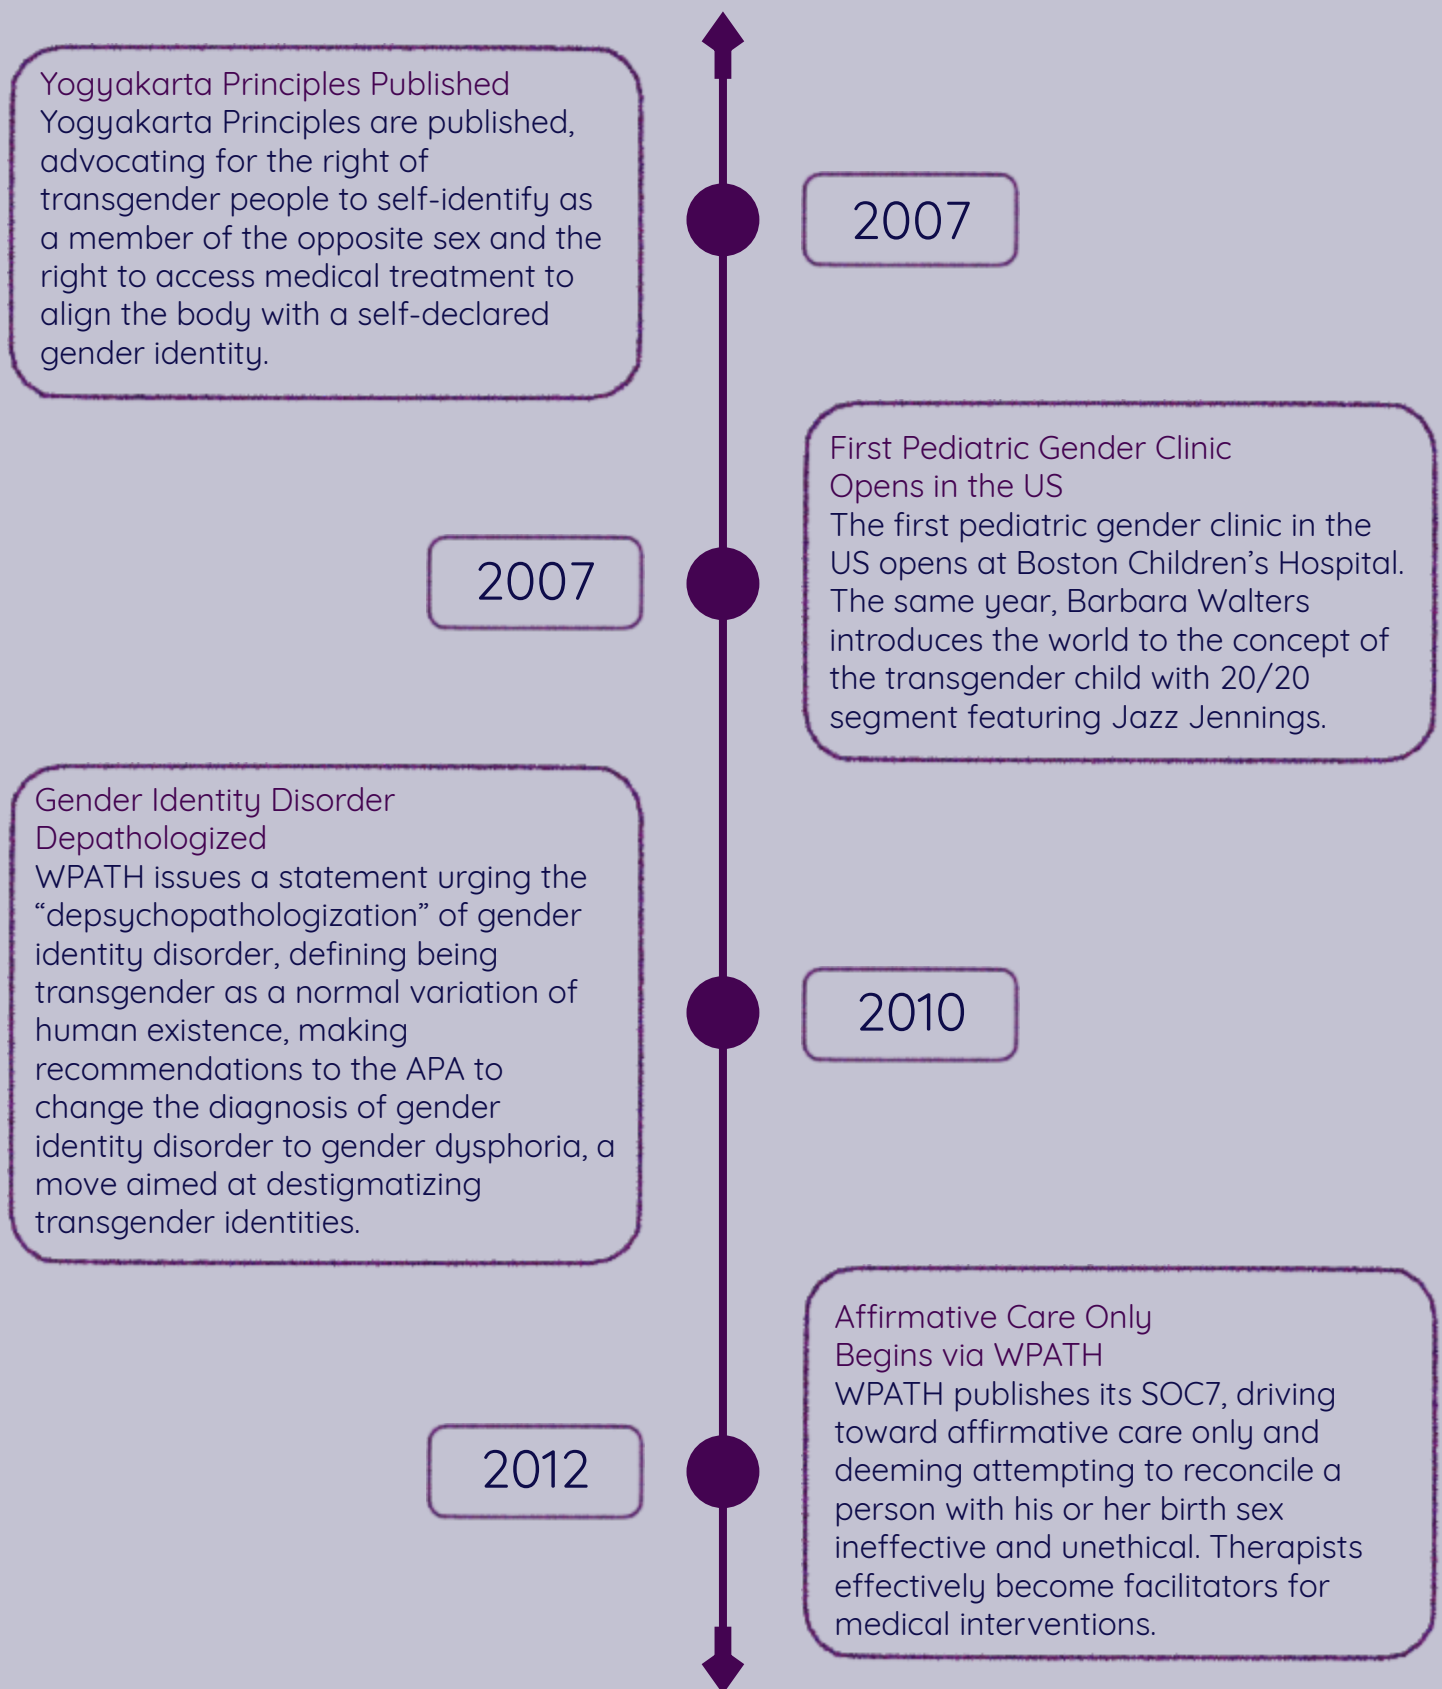 Yogyakarta Principles Published
Yogyakarta Principles are published,
advocating for the right of
transgender people to self-identify as
a member of the opposite sex and the
right to access medical treatment to
align the body with a self-declared
gender identity.
2007
First Pediatric Gender Clinic
Opens in the US
The first pediatric gender clinic in the
US opens at Boston Children’s Hospital.
The same year, Barbara Walters
introduces the world to the concept of
the transgender child with 20/20
segment featuring Jazz Jennings.
2007
Gender Identity Disorder
Depathologized
WPATH issues a statement urging the
“depsychopathologization” of gender
identity disorder, defining being
transgender as a normal variation of
human existence, making
recommendations to the APA to
change the diagnosis of gender
identity disorder to gender dysphoria, a
move aimed at destigmatizing
transgender identities.
2010
Affirmative Care Only
Begins via WPATH
WPATH publishes its SOC7, driving
toward affirmative care only and
deeming attempting to reconcile a
person with his or her birth sex
ineffective and unethical. Therapists
effectively become facilitators for
medical interventions.
2012